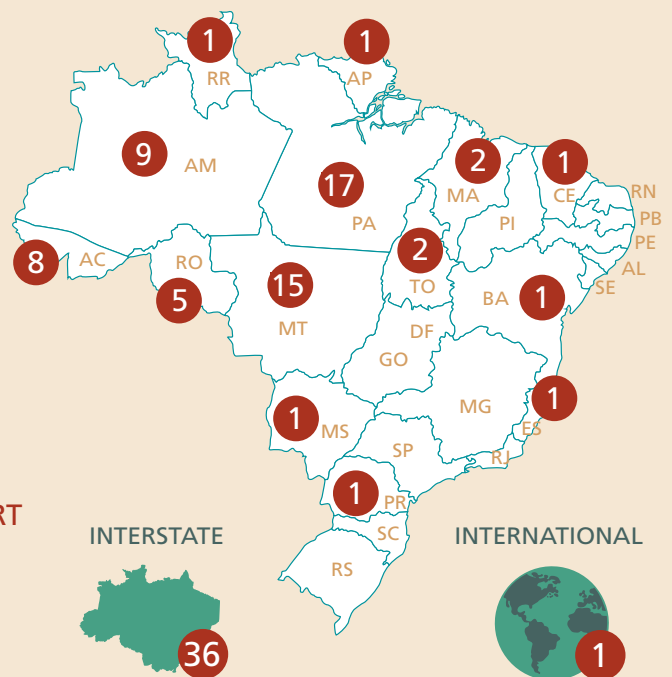 1
RR
1
AP
9
AM
17
PA
2
MA
1
CE
RN
PI
PB
PE
8
AC
RO
5
15
MT
2
TO
AL
SE
BA
1
DF
GO
1
MS
MG
1
ES
SP
RJ
1
PR
SC
RS
RT
INTERSTATE
36
INTERNATIONAL
1